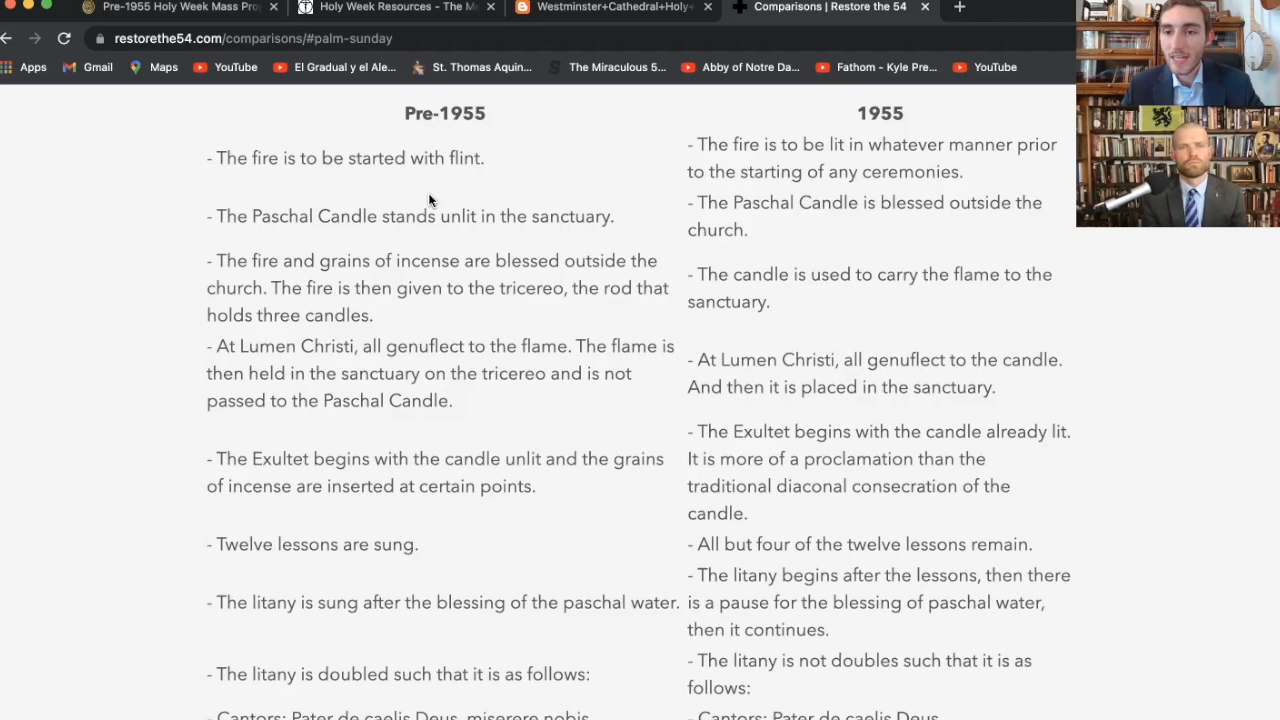 Pre-1955 Holy Week Mass Pro
Holy Week Resources - The M
Westminster+Cathedral+Holy+
Comparisons | Restore the 54
restorethe54.com/comparisons/#palm-sunday
Apps
Gmail
Maps
YouTube
El Gradual y el Ale...
St. Thomas Aquin...
The Miraculous 5...
Abby of Notre Da...
Fathom - Kyle Pre...
YouTube
Pre-1955
- The fire is to be started with flint.
- The Paschal Candle stands unlit in the sanctuary.
- The fire and grains of incense are blessed outside the
church. The fire is then given to the tricereo, the rod that
holds three candles.
- At Lumen Christi, all genuflect to the flame. The flame is
then held in the sanctuary on the tricereo and is not
passed to the Paschal Candle.
- The Exultet begins with the candle unlit and the grains
of incense are inserted at certain points.
- Twelve lessons are sung.
- The litany is sung after the blessing of the paschal water.
- The litany is doubled such that it is as follows:
- Cantors: Pater de caelis Deus, miserere nobis
1955
- The fire is to be lit in whatever manner prior
to the starting of any ceremonies.
- The Paschal Candle is blessed outside the
church.
- The candle is used to carry the flame to the
sanctuary.
- At Lumen Christi, all genuflect to the candle.
And then it is placed in the sanctuary.
- The Exultet begins with the candle already lit.
It is more of a proclamation than the
traditional diaconal consecration of the
candle.
- All but four of the twelve lessons remain.
- The litany begins after the lessons, then there
is a pause for the blessing of paschal water,
then it continues.
- The litany is not doubles such that it is as
follows:
- Cantors: Pater de caelis Deus